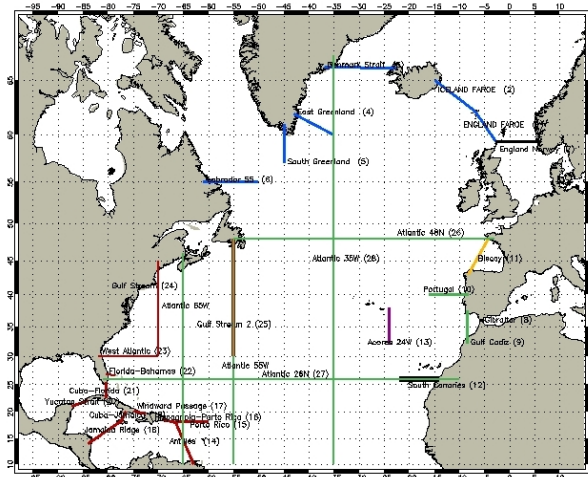 -95 -90 -85 -80 -75 -70 -65 -60 -55 -50 -45 -40 -35 -30 -25 -20 -15 -10 -5 0 5 10
65
60
55
50
45
40
35
30
25
20
15
10
Denmark Strait
ICELAND FAROE (2)
East Greenland (4)
ENGLAND FAROE
England Norway
South Greenland (5)
Labrador 55 (6)
Atlantic 48N (26)
Atlantic 35W (28)
Biscay (11)
Gulf Stream (24)
Portugal (10)
Atlantic 65W
Gulf Stream 2 (25)
Gibraltar (8)
Acores 24W (13)
Gulf Cadiz (9)
West Atlantic (23)
Atlantic 55W
Florida-Bahamas (22)
Atlantic 26N (27)
South Canaries (12)
Cuba-Florida (21)
Yucatan Strait
Windward Passage (17)
Cuba-Jamaica
Hispaniola-Porto Rico (16)
Porto Rico (15)
Jamaica Ridge (18)
Antilles (14)